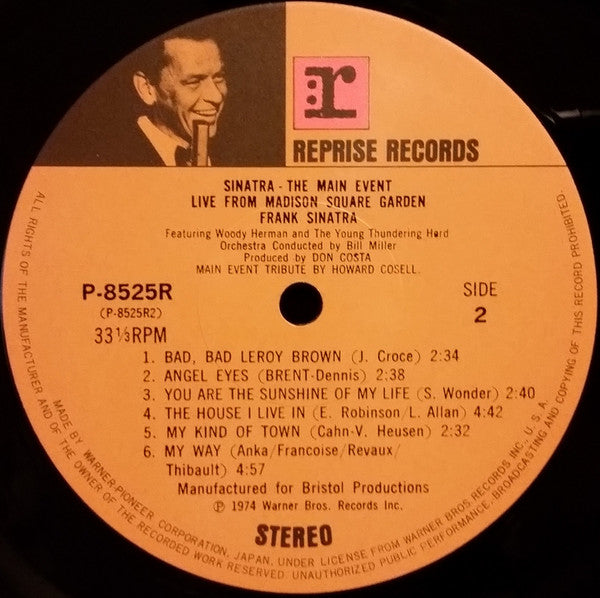 r
REPRISE RECORDS
SINATRA - THE MAIN EVENT
LIVE FROM MADISON SQUARE GARDEN
FRANK SINATRA
Featuring Woody Herman and The Young Thundering Herd
Orchestra Conducted by Bill Miller
Produced by DON COSTA
MAIN EVENT TRIBUTE BY HOWARD COSELL.
P-8525R
(P-8525R2)
33⅓RPM
SIDE
2
1. BAD, BAD LEROY BROWN (J. Croce) 2:34
2. ANGEL EYES (BRENT-Dennis) 2:38
3. YOU ARE THE SUNSHINE OF MY LIFE (S. Wonder) 2:40
4. THE HOUSE I LIVE IN (E. Robinson/L. Allan) 4:42
5. MY KIND OF TOWN (Cahn-V. Heusen) 2:32
6. MY WAY (Anka/Francoise/Revaux/
Thibault) 4:57
Manufactured for Bristol Productions
Ⓟ 1974 Warner Bros. Records Inc.
STEREO
MADE BY WARNER-PIONEER CORPORATION, JAPAN, UNDER LICENSE FROM WARNER BROS. RECORDS INC., U.S.A.
ALL RIGHTS OF THE MANUFACTURER AND OF THE OWNER OF THE RECORDED WORK RESERVED. UNAUTHORIZED PUBLIC PERFORMANCE, BROADCASTING AND COPYING OF THIS RECORD PROHIBITED.